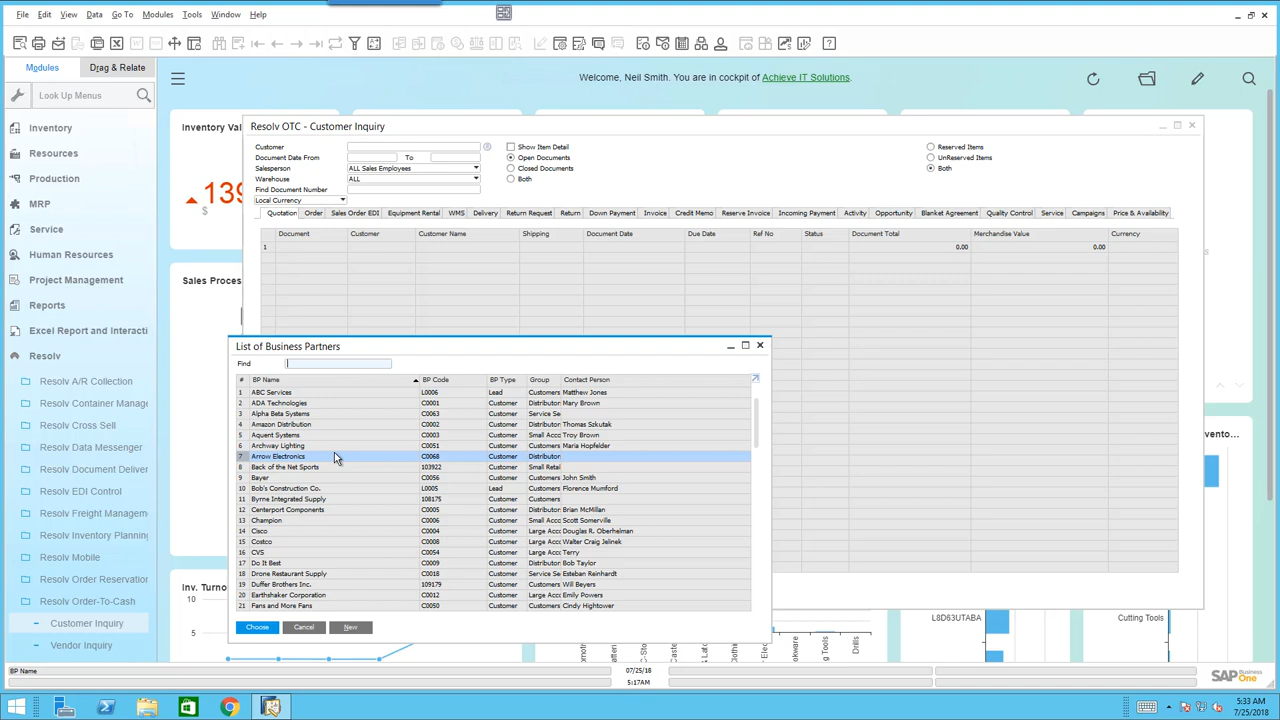 File Edit View Data Go To Modules Tools Window Help
Modules Drag & Relate
Welcome, Neil Smith. You are in cockpit of Achieve IT Solutions.
Look Up Menus
Inventory
Resources
Production
MRP
Service
Human Resources
Project Management
Reports
Excel Report and Interacti
Resolv
Resolv A/R Collection
Resolv Container Manage
Resolv Cross Sell
Resolv Data Messenger
Resolv Document Deliver
Resolv EDI Control
Resolv Freight Managem
Resolv Inventory Planning
Resolv Mobile
Resolv Order Reservatio
Resolv Order-To-Cash
Customer Inquiry
Vendor Inquiry
Inventory Val
139
$
Sales Proces
Inv. Turno
10
5
Resolv OTC - Customer Inquiry
Customer
Document Date From To
Salesperson ALL Sales Employees
Warehouse ALL
Find Document Number
Local Currency
Show Item Detail
Open Documents
Closed Documents
Both
Reserved Items
UnReserved Items
Both
Quotation Order Sales Order EDI Equipment Rental WMS Delivery Return Request Return Down Payment Invoice Credit Memo Reserve Invoice Incoming Payment Activity Opportunity Blanket Agreement Quality Control Service Campaigns Price & Availability
Document Customer Customer Name Shipping Document Date Due Date Ref No Status Document Total Merchandise Value Currency
1 0.00 0.00
List of Business Partners
Find
# BP Name BP Code BP Type Group Contact Person
1 ABC Services L0006 Lead Customers Matthew Jones
2 ADA Technologies C0001 Customer Distributor Mary Brown
3 Alpha Beta Systems C0063 Customer Service Se
4 Amazon Distribution C0002 Customer Distributor Thomas Szkutak
5 Aquent Systems C0003 Customer Small Acco Troy Brown
6 Archway Lighting C0051 Customer Customers Maria Hopfelder
7 Arrow Electronics C0068 Customer Distributor
8 Back of the Net Sports 103922 Customer Small Retai
9 Bayer C0056 Customer Customers John Smith
10 Bob's Construction Co. L0005 Lead Customers Florence Mumford
11 Byrne Integrated Supply 108175 Customer Customers
12 Centerport Components C0005 Customer Distributor Brian McMillan
13 Champion C0006 Customer Small Acco Scott Somerville
14 Cisco C0004 Customer Large Acco Douglas R. Oberhelman
15 Costco C0008 Customer Large Acco Walter Craig Jelinek
16 CVS C0054 Customer Large Acco Terry
17 Do It Best C0009 Customer Distributor Bob Taylor
18 Drone Restaurant Supply C0018 Customer Service Se Esteban Reinhardt
19 Duffer Brothers Inc. 109179 Customer Customers Will Beyers
20 Earthshaker Corporation C0012 Customer Large Acco Emily Powers
21 Fans and More Fans C0050 Customer Customers Cindy Hightower
Choose Cancel New
nvento...
L8D63UTABA
Cutting Tools
Drills
BP Name
07/25/18
5:17AM
SAP Business One
5:33 AM
7/25/2018